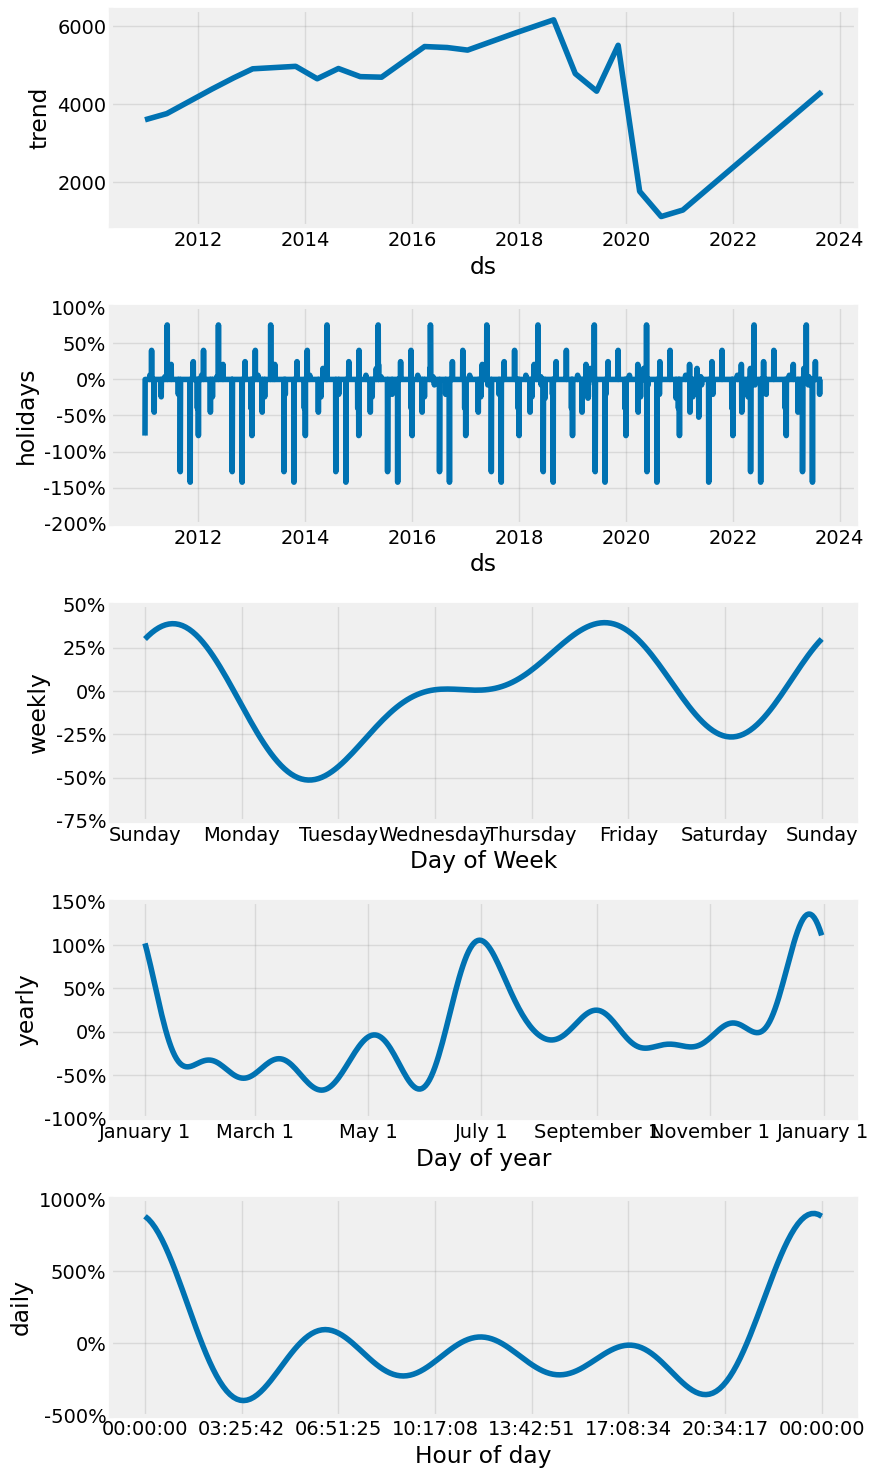 6000
4000
2000
trend
2012 2014 2016 2018 2020 2022 2024
ds
100%
50%
0%
-50%
-100%
-150%
-200%
holidays
2012 2014 2016 2018 2020 2022 2024
ds
50%
25%
0%
-25%
-50%
-75%
weekly
Sunday Monday Tuesday Wednesday Thursday Friday Saturday Sunday
Day of Week
150%
100%
50%
0%
-50%
-100%
yearly
January 1 March 1 May 1 July 1 September 1 November 1 January 1
Day of year
1000%
500%
0%
-500%
daily
00:00:00 03:25:42 06:51:25 10:17:08 13:42:51 17:08:34 20:34:17 00:00:00
Hour of day